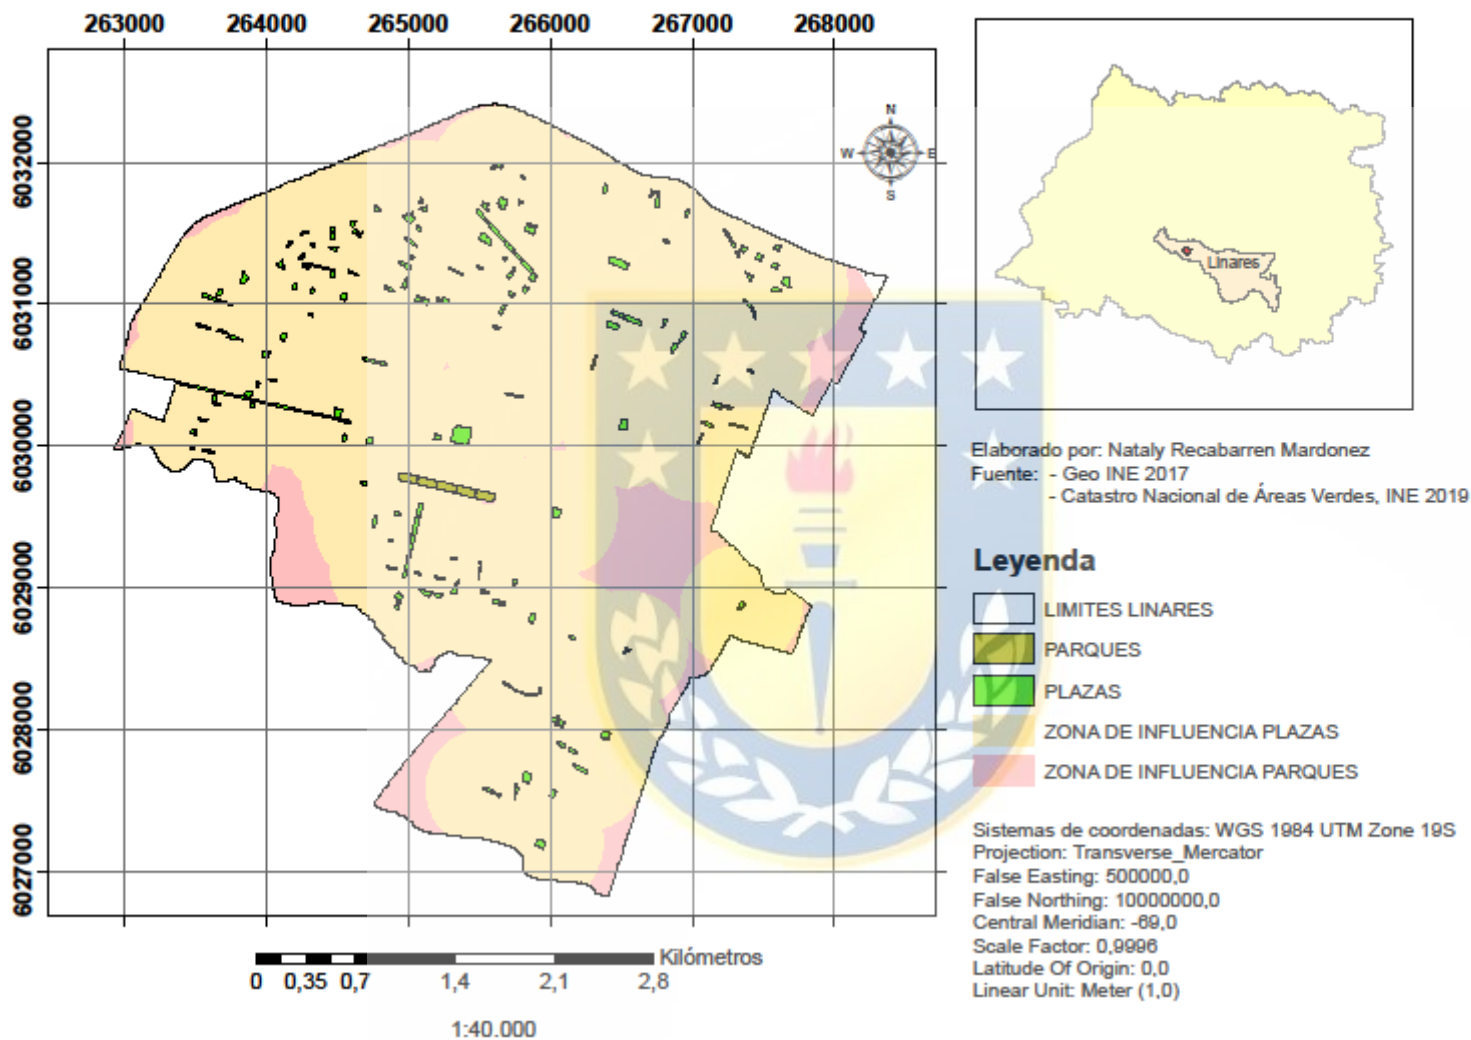 263000 264000 265000 266000 267000 268000
6032000
6031000
6030000
6029000
6028000
6027000
N
W E
S
Linares
Elaborado por: Nataly Recabarren Mardonez
Fuente: - Geo INE 2017
- Catastro Nacional de Áreas Verdes, INE 2019
Leyenda
LIMITES LINARES
PARQUES
PLAZAS
ZONA DE INFLUENCIA PLAZAS
ZONA DE INFLUENCIA PARQUES
Sistemas de coordenadas: WGS 1984 UTM Zone 19S
Projection: Transverse_Mercator
False Easting: 500000,0
False Northing: 10000000,0
Central Meridian: -69,0
Scale Factor: 0,9996
Latitude Of Origin: 0,0
Linear Unit: Meter (1,0)
Kilómetros
0 0,35 0,7 1,4 2,1 2,8
1:40.000